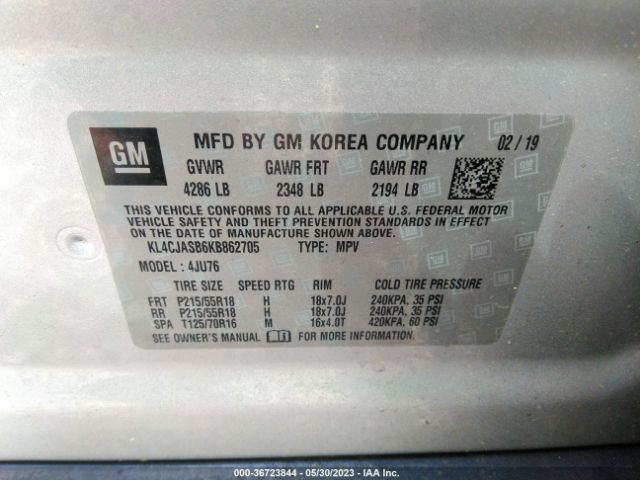 GM
MFD BY GM KOREA COMPANY 02/19
GVWR GAWR FRT GAWR RR
4286 LB 2348 LB 2194 LB
THIS VEHICLE CONFORMS TO ALL APPLICABLE U.S. FEDERAL MOTOR
VEHICLE SAFETY AND THEFT PREVENTION STANDARDS IN EFFECT
ON THE DATE OF MANUFACTURE SHOWN ABOVE.
KL4CJASB6KB862705 TYPE: MPV
MODEL: 4JU76
TIRE SIZE SPEED RTG RIM COLD TIRE PRESSURE
FRT P215/55R18 H 18x7.0J 240KPA, 35 PSI
RR P215/55R18 H 18x7.0J 240KPA, 35 PSI
SPA T125/70R16 M 16x4.0T 420KPA, 60 PSI
SEE OWNER'S MANUAL FOR MORE INFORMATION.
000-36723844 — 05/30/2023 - IAA Inc.